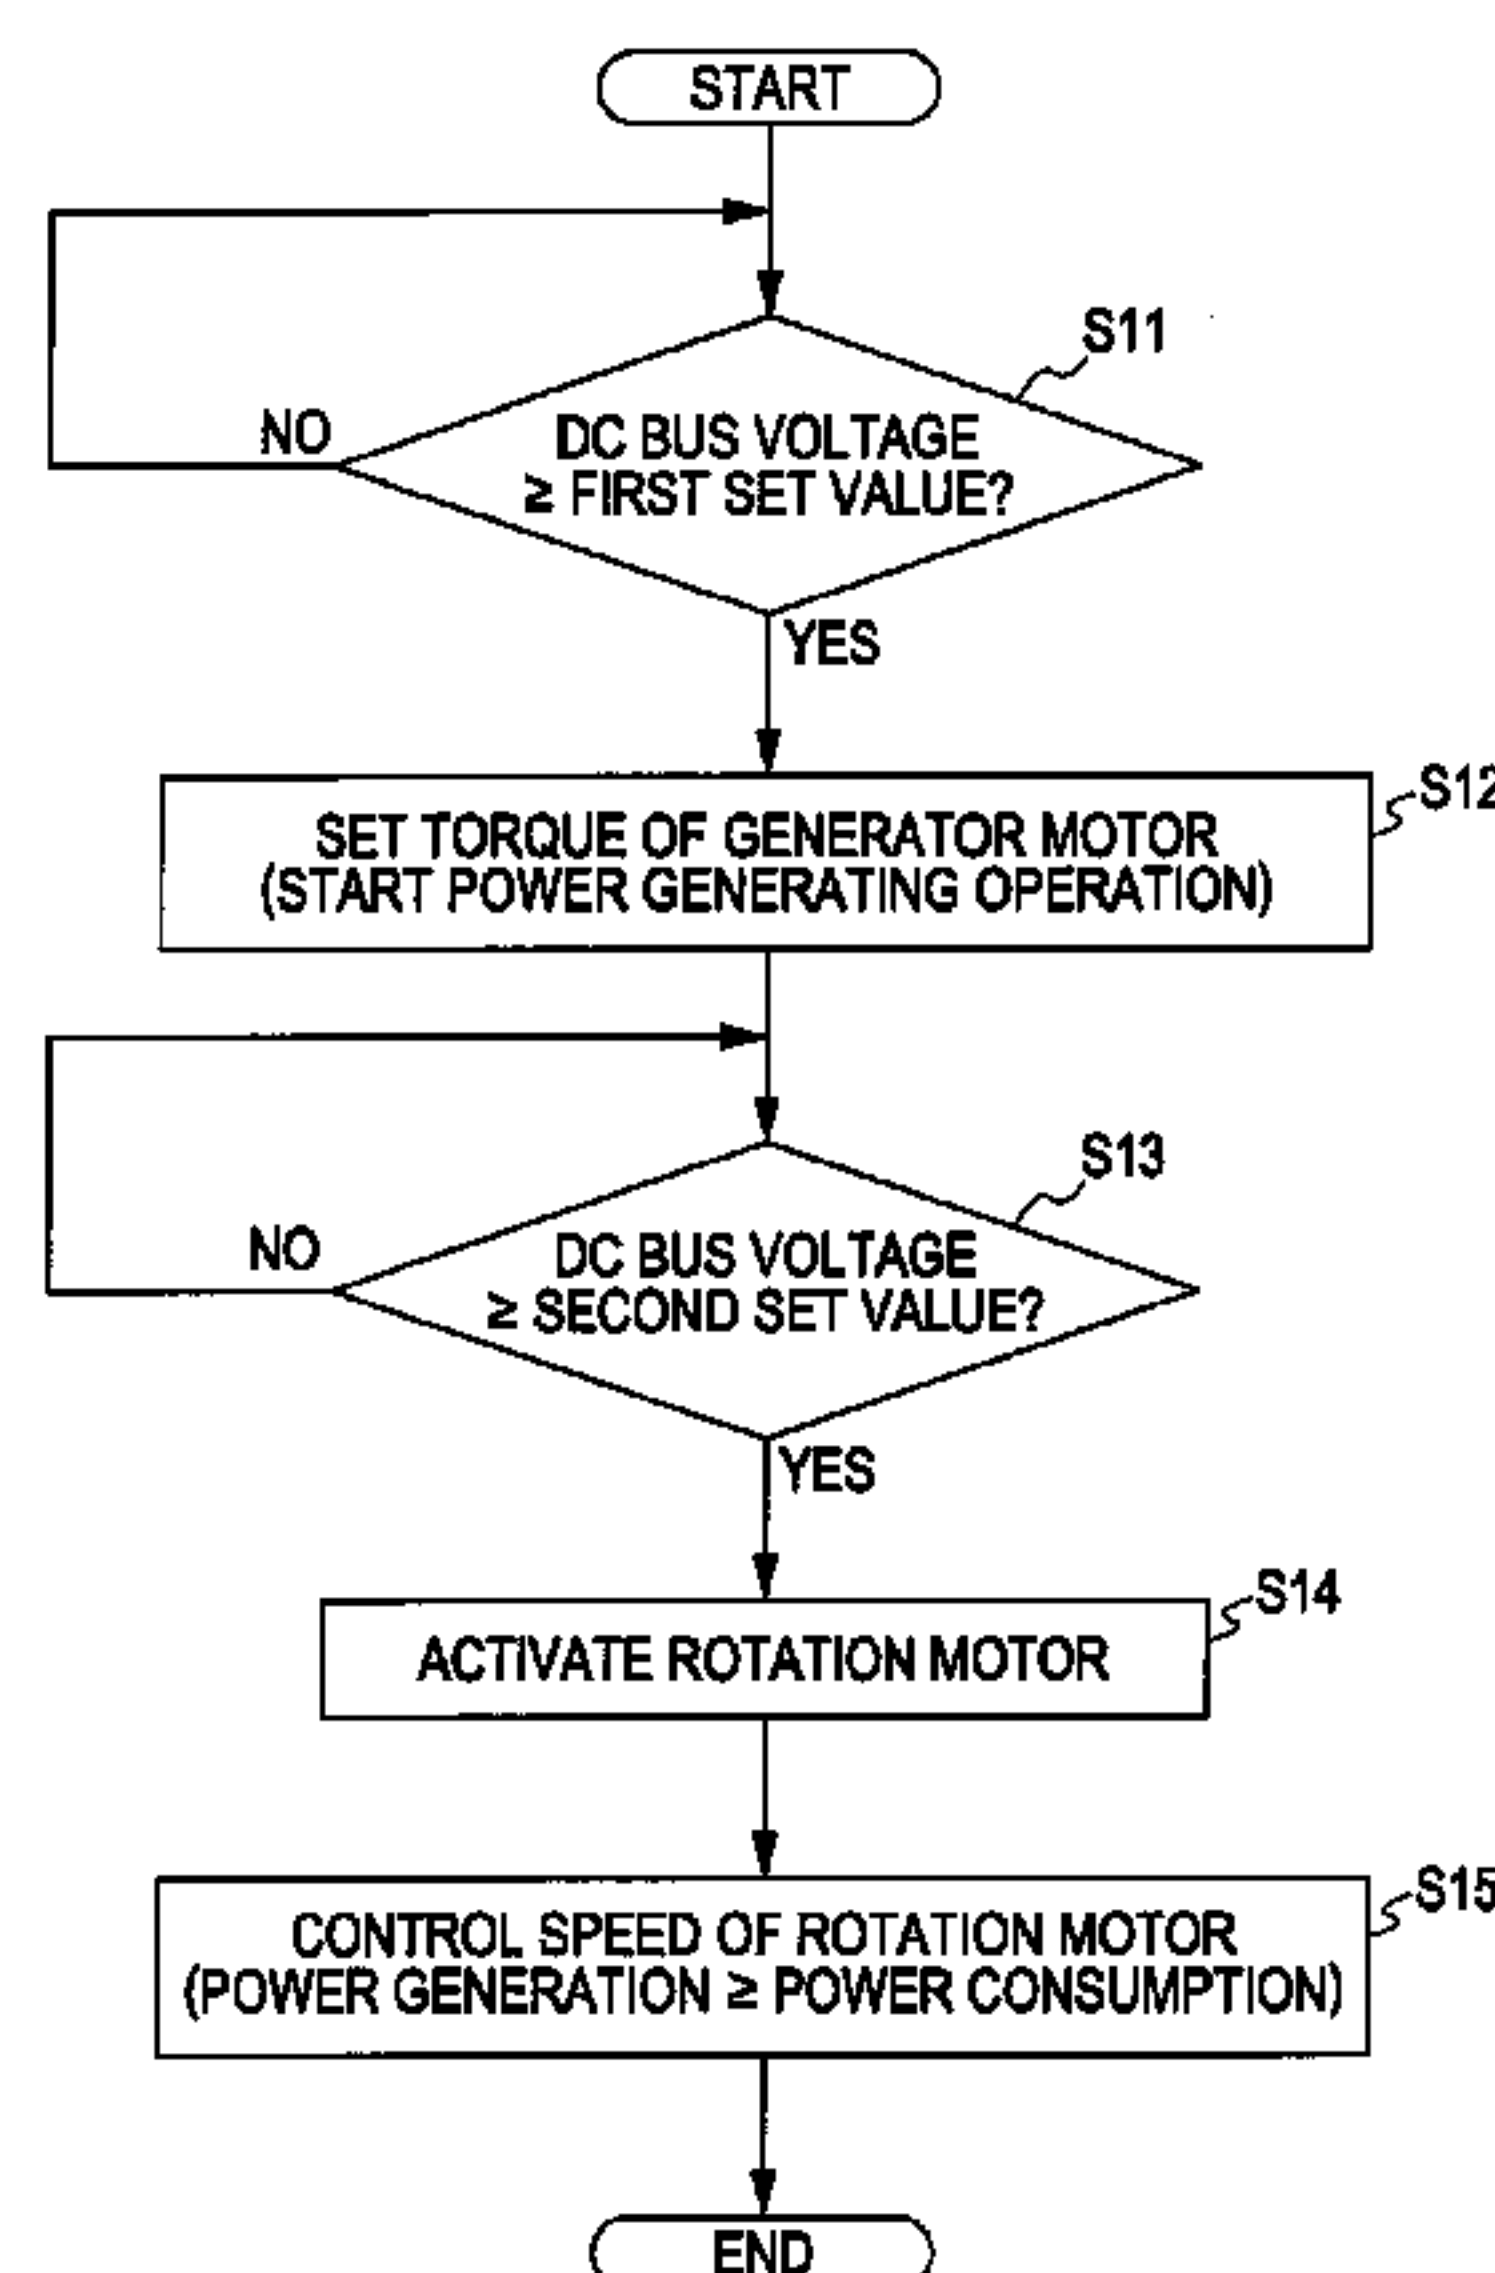 START
S11
NO
DC BUS VOLTAGE
≥ FIRST SET VALUE?
YES
S12
SET TORQUE OF GENERATOR MOTOR
(START POWER GENERATING OPERATION)
S13
NO
DC BUS VOLTAGE
≥ SECOND SET VALUE?
YES
S14
ACTIVATE ROTATION MOTOR
S15
CONTROL SPEED OF ROTATION MOTOR
(POWER GENERATION ≥ POWER CONSUMPTION)
END